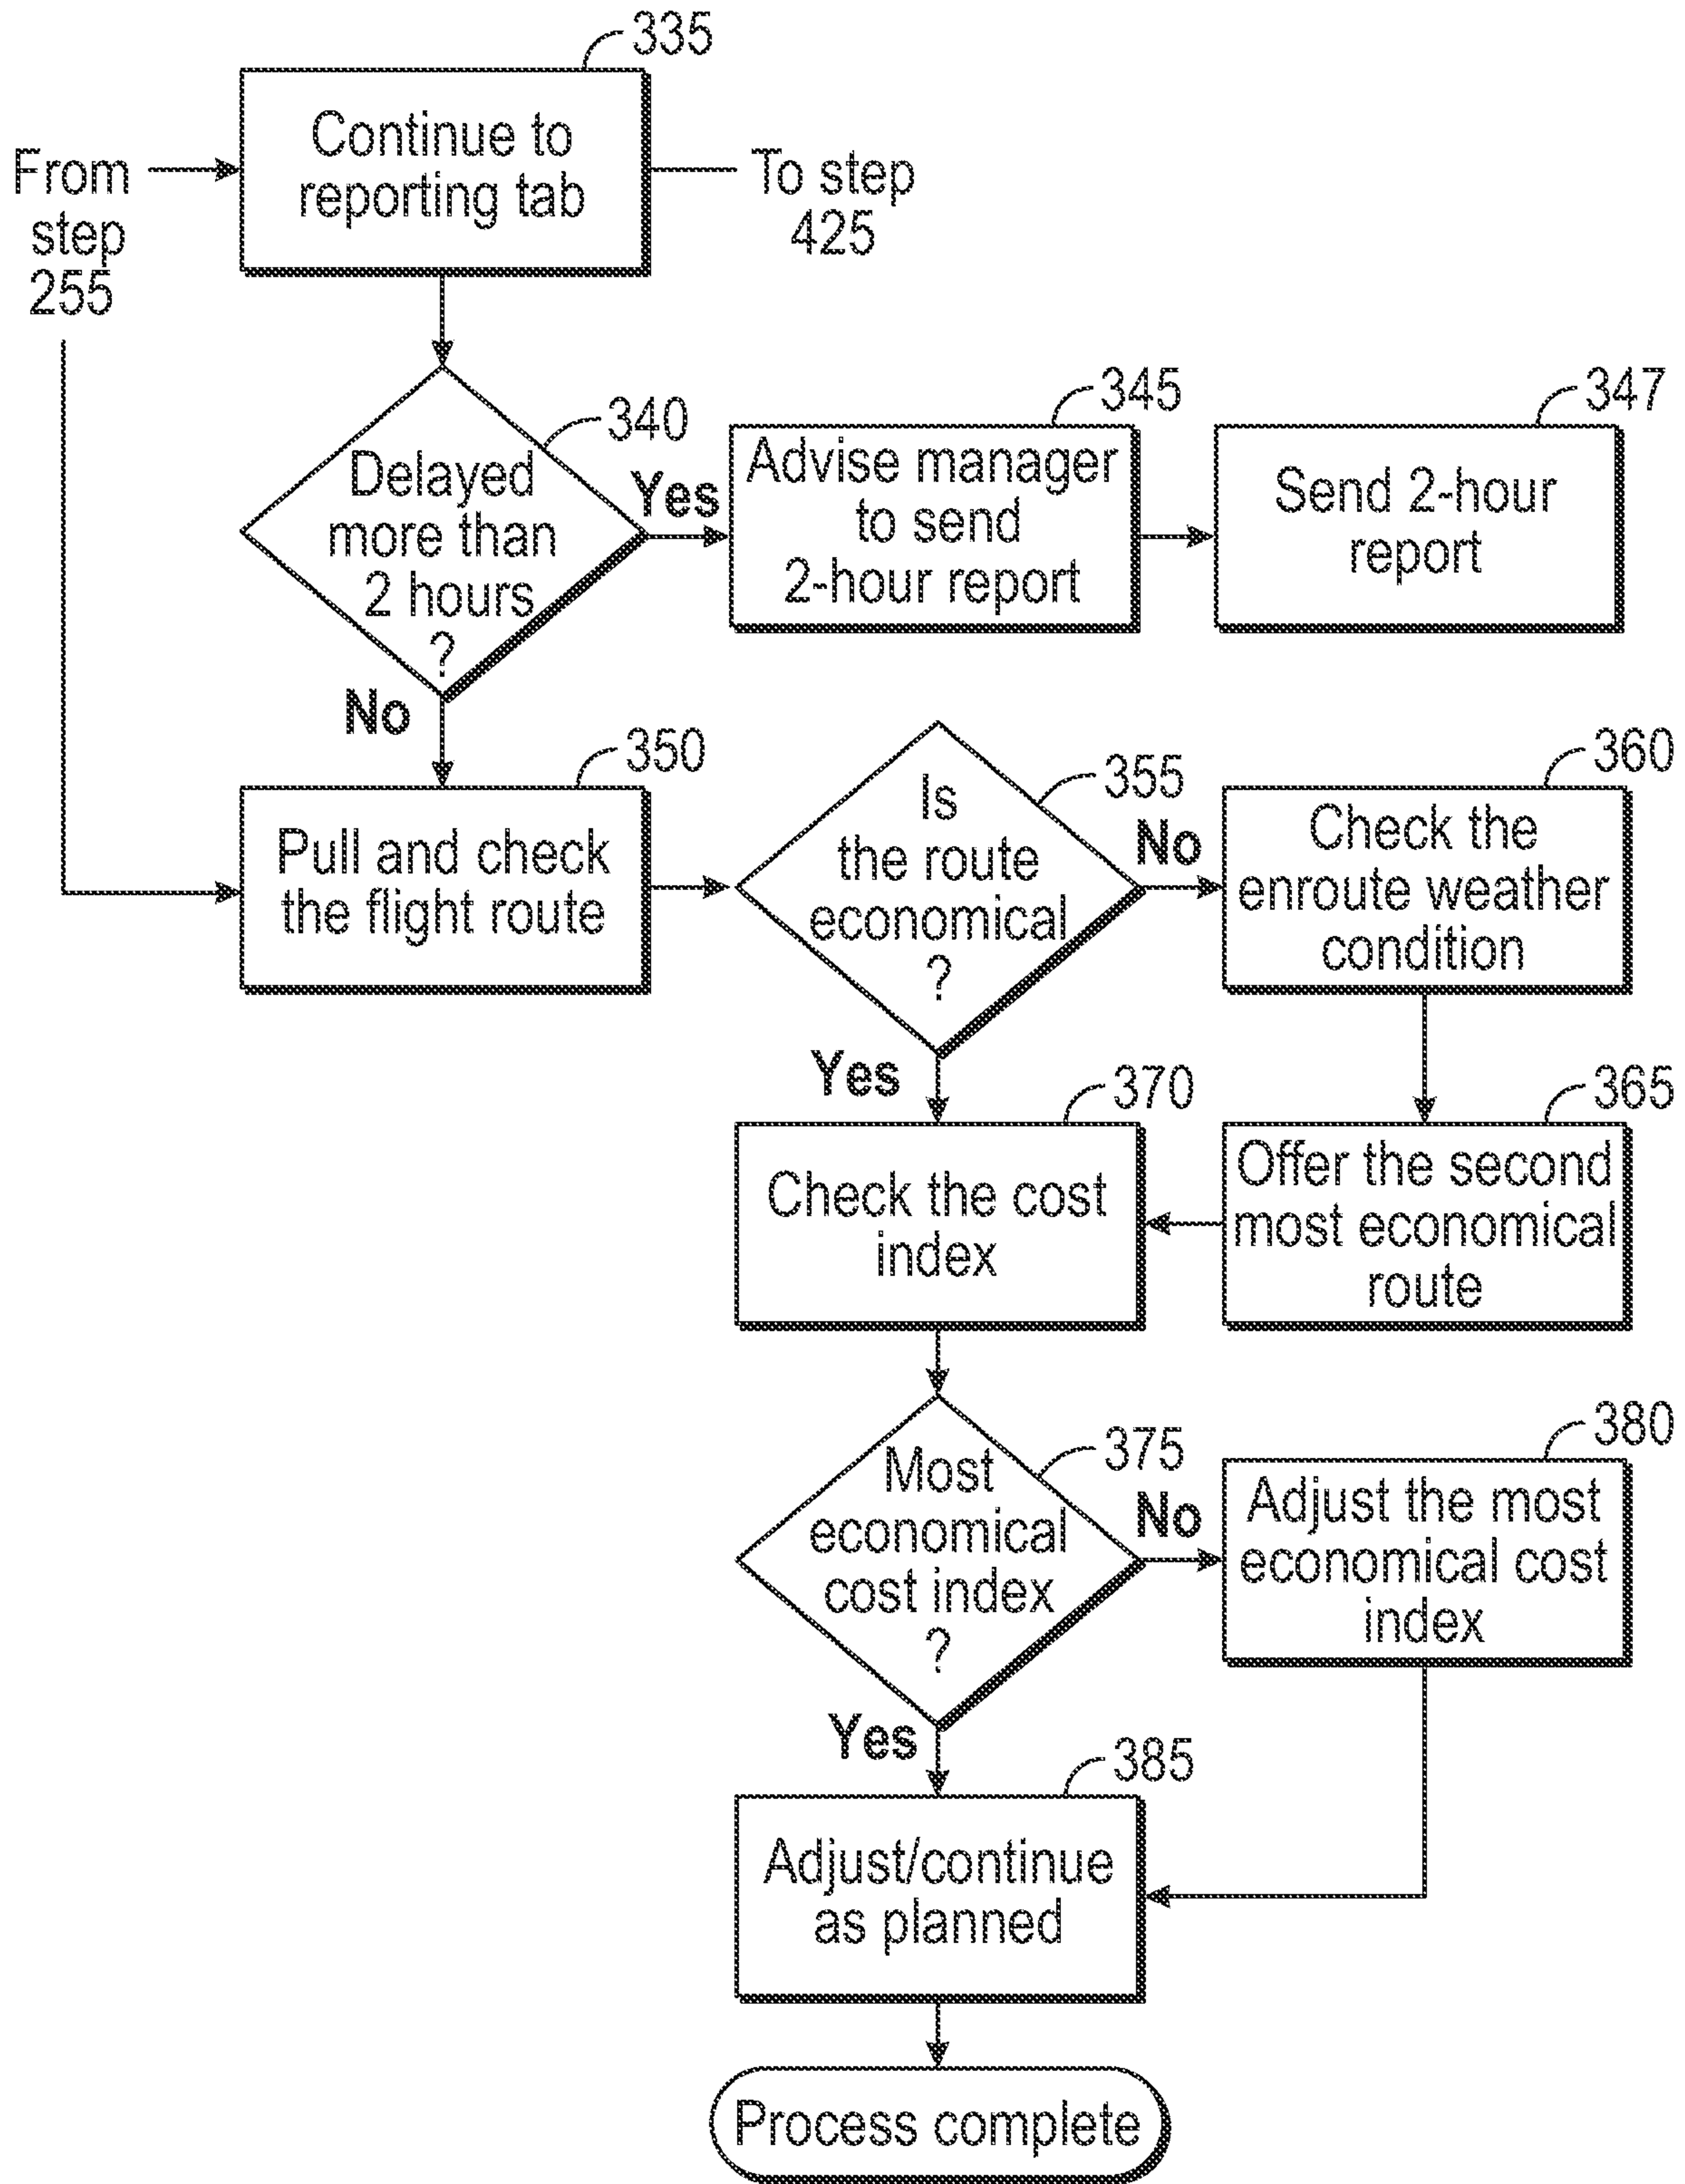 335
Continue to
reporting tab
From
step
255
To step
425
340
Delayed
more than
2 hours
?
Yes
No
345
Advise manager
to send
2-hour report
347
Send 2-hour
report
350
Pull and check
the flight route
355
Is
the route
economical
?
No
Yes
360
Check the
enroute weather
condition
370
Check the cost
index
365
Offer the second
most economical
route
375
Most
economical
cost index
?
No
Yes
380
Adjust the most
economical cost
index
385
Adjust/continue
as planned
Process complete